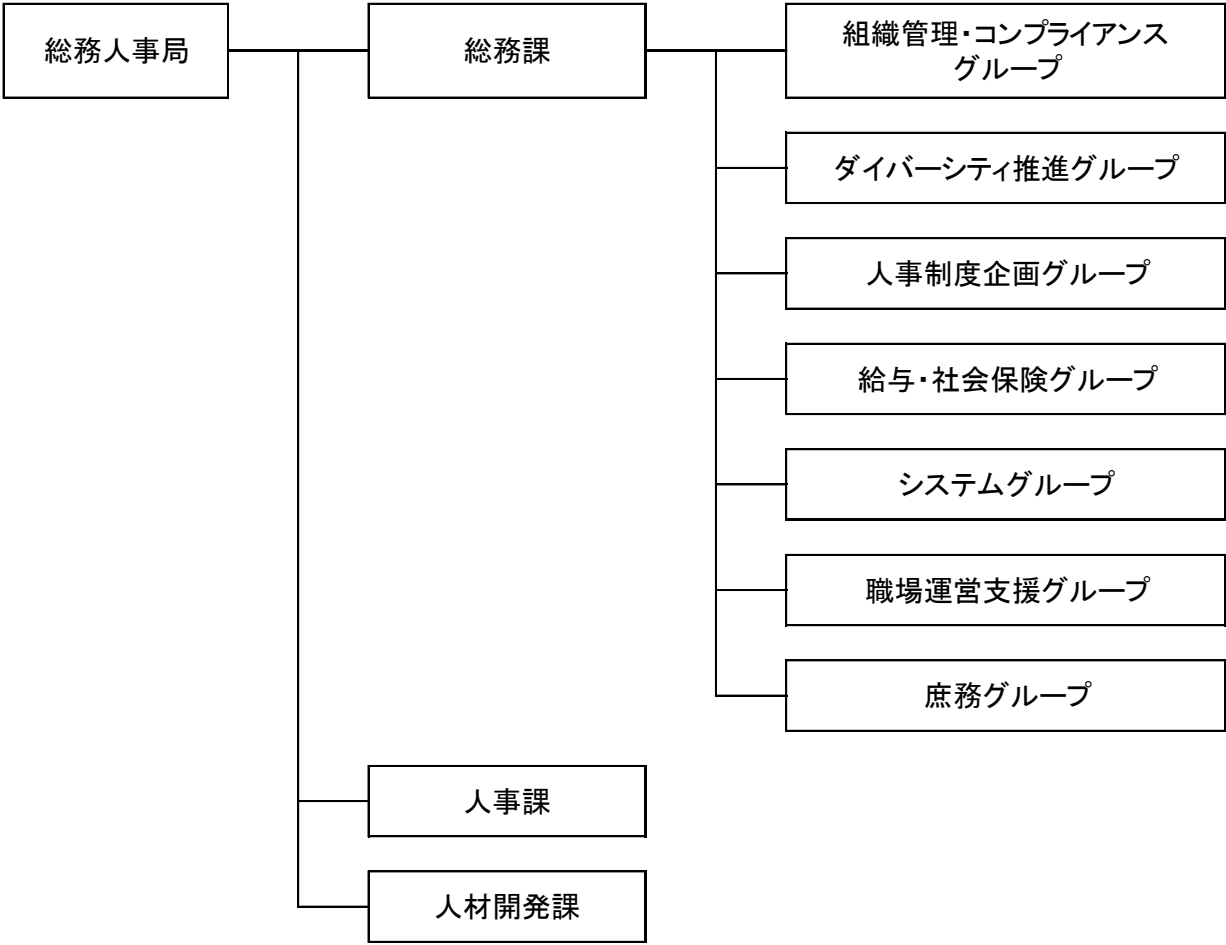 総務人事局
総務課
組織管理・コンプライアンス
グループ
ダイバーシティ推進グループ
人事制度企画グループ
給与・社会保険グループ
システムグループ
職場運営支援グループ
庶務グループ
人事課
人材開発課